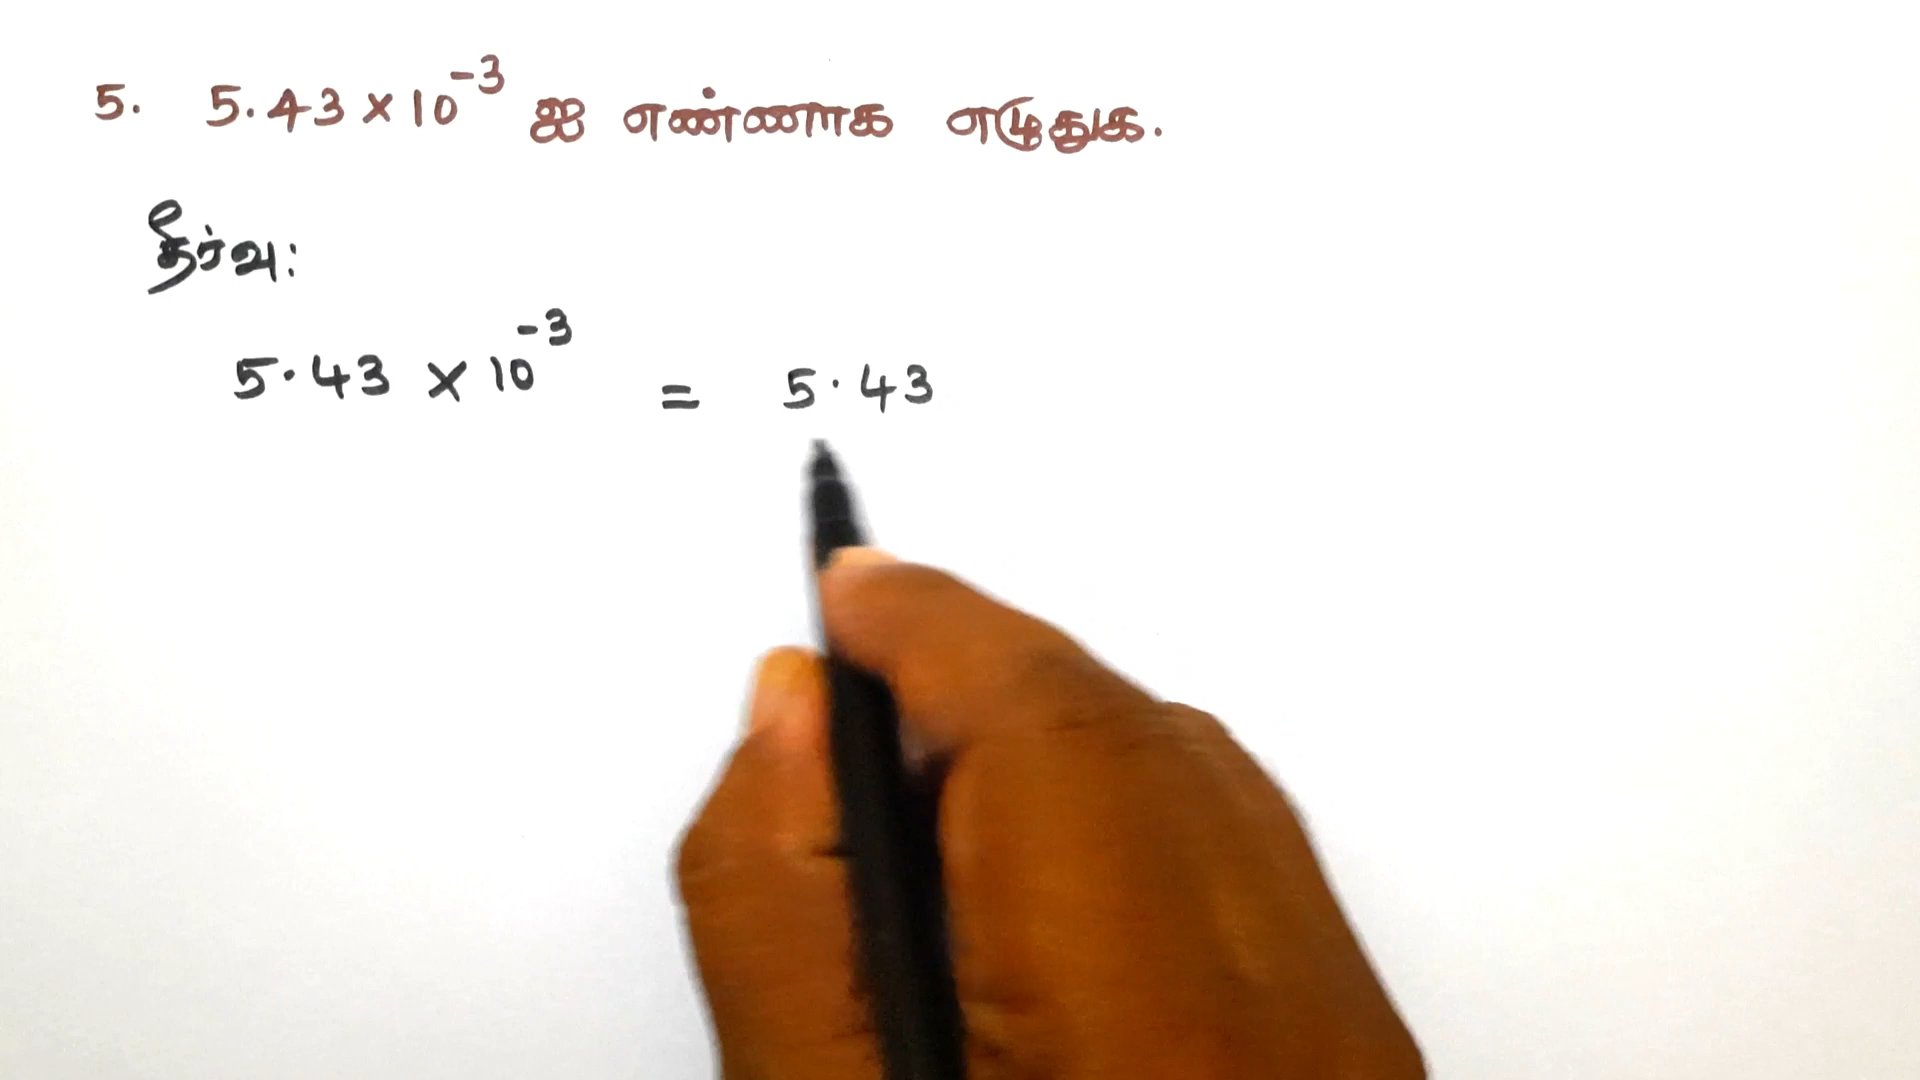 5. 5.43 × 10⁻³ ஐ எண்ணாக எழுதுக.
தீர்வு:
5.43 × 10⁻³ = 5.43